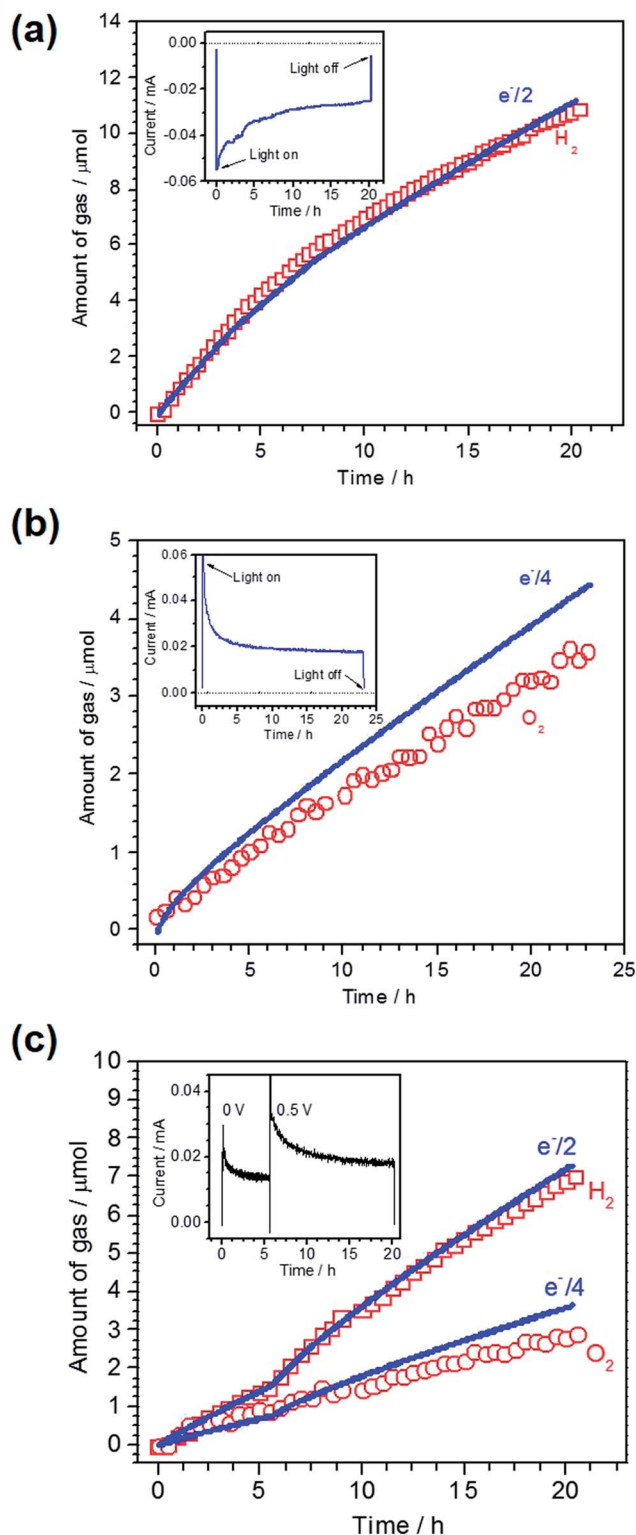 (a)
14
12
10
8
6
4
2
0
Amount of gas / μmol
0.00
-0.02
-0.04
-0.06
Current / mA
Light off
Light on
0 5 10 15 20
Time / h
e⁻/2
H₂
0 5 10 15 20
Time / h
(b)
5
4
3
2
1
0
Amount of gas / μmol
0.06
0.04
0.02
0.00
Current / mA
Light on
Light off
0 5 10 15 20 25
Time / h
e⁻/4
O₂
0 5 10 15 20 25
Time / h
(c)
10
9
8
7
6
5
4
3
2
1
0
Amount of gas / μmol
0.04
0.02
0.00
Current / mA
0 V 0.5 V
0 5 10 15 20
Time / h
e⁻/2
H₂
e⁻/4
O₂
0 5 10 15 20
Time / h